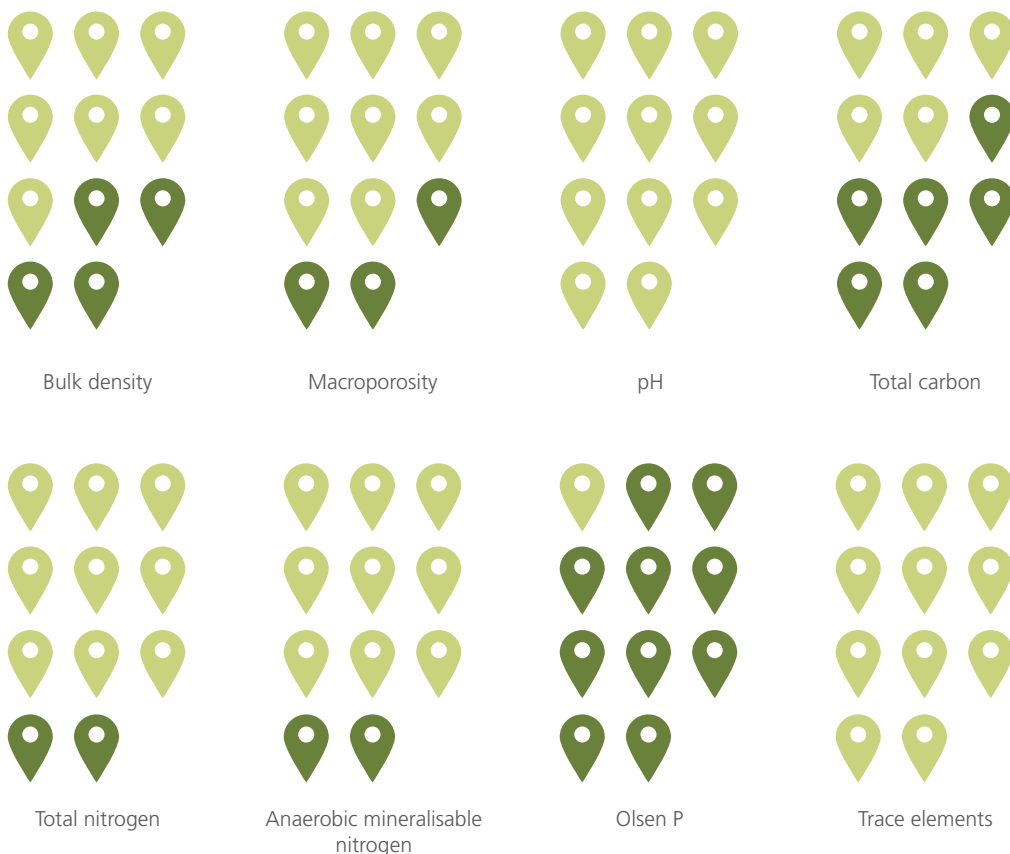 Bulk density
Macroporosity
pH
Total carbon
Total nitrogen
Anaerobic mineralisable
nitrogen
Olsen P
Trace elements